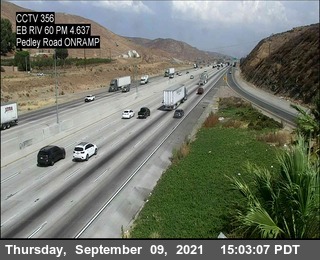 CCTV 356
EB RIV 60 PM 4.637
Pedley Road ONRAMP
Thursday, September 09, 2021 15:03:07 PDT